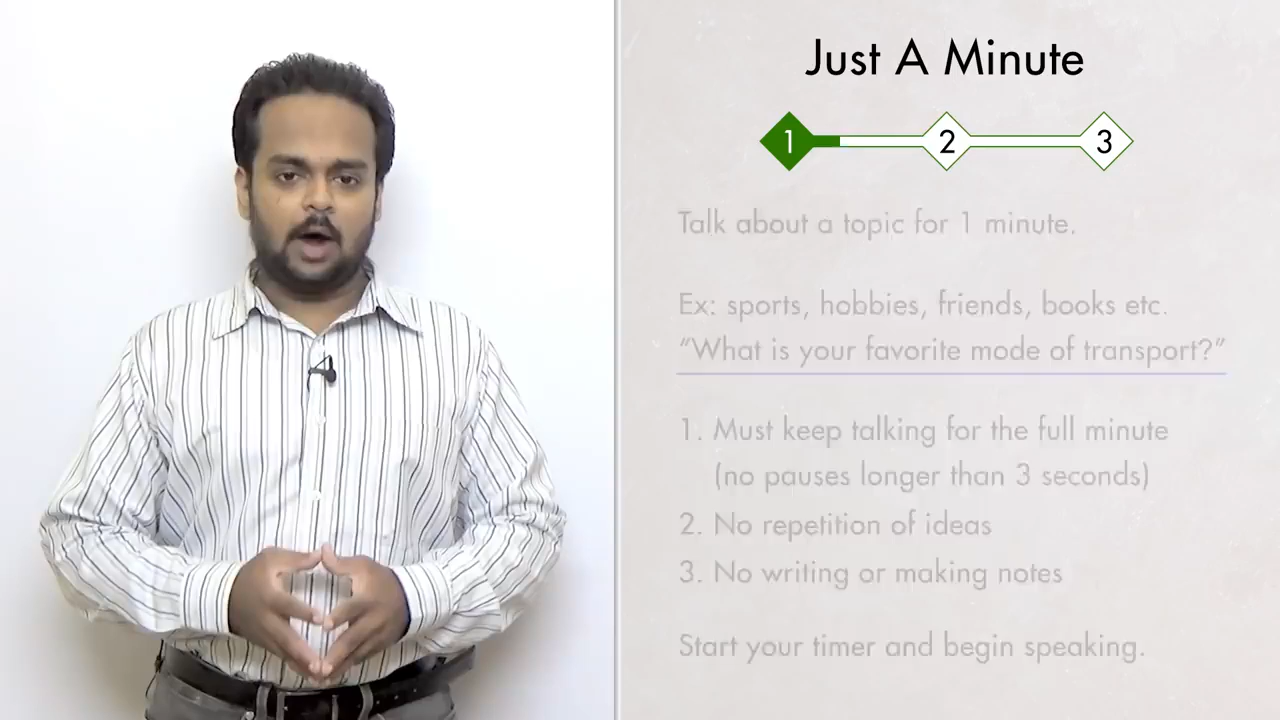 Just A Minute
1 2 3
Talk about a topic for 1 minute.
Ex: sports, hobbies, friends, books etc.
“What is your favorite mode of transport?”
1. Must keep talking for the full minute
(no pauses longer than 3 seconds)
2. No repetition of ideas
3. No writing or making notes
Start your timer and begin speaking.